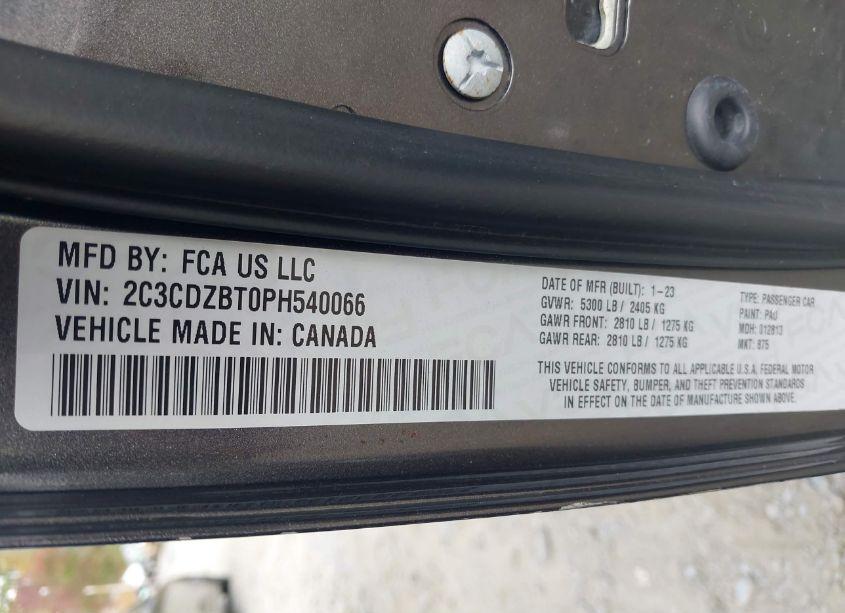 MFD BY: FCA US LLC
VIN: 2C3CDZBT0PH540066
VEHICLE MADE IN: CANADA
DATE OF MFR (BUILT): 1-23
GVWR: 5300 LB / 2405 KG
GAWR FRONT: 2810 LB / 1275 KG
GAWR REAR: 2810 LB / 1275 KG
TYPE: PASSENGER CAR
PAINT: PAU
MDH: 012813
MKT: 875
THIS VEHICLE CONFORMS TO ALL APPLICABLE U.S.A. FEDERAL MOTOR
VEHICLE SAFETY, BUMPER, AND THEFT PREVENTION STANDARDS
IN EFFECT ON THE DATE OF MANUFACTURE SHOWN ABOVE.